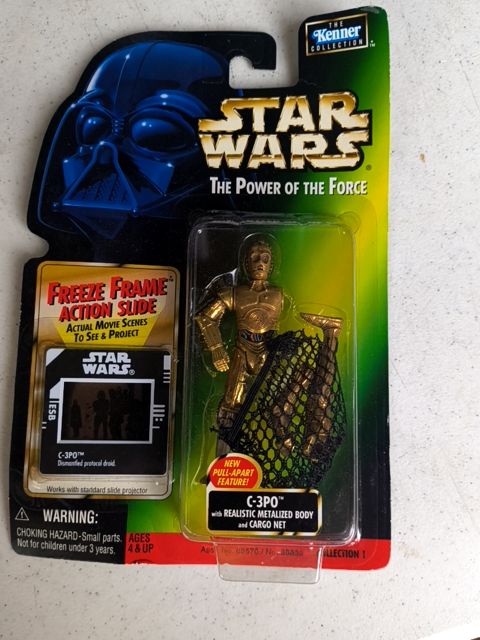 THE
Kenner
COLLECTION
STAR
WARS
THE POWER OF THE FORCE
FREEZE FRAME™
ACTION SLIDE
ACTUAL MOVIE SCENES
TO SEE & PROJECT
STAR
WARS®
ESB
C-3PO™
Dismantled protocol droid.
Works with standard slide projector
NEW
PULL-APART
FEATURE!
C-3PO™
with REALISTIC METALIZED BODY
and CARGO NET
WARNING:
CHOKING HAZARD-Small parts.
Not for children under 3 years.
AGES
4 & UP
COLLECTION 1